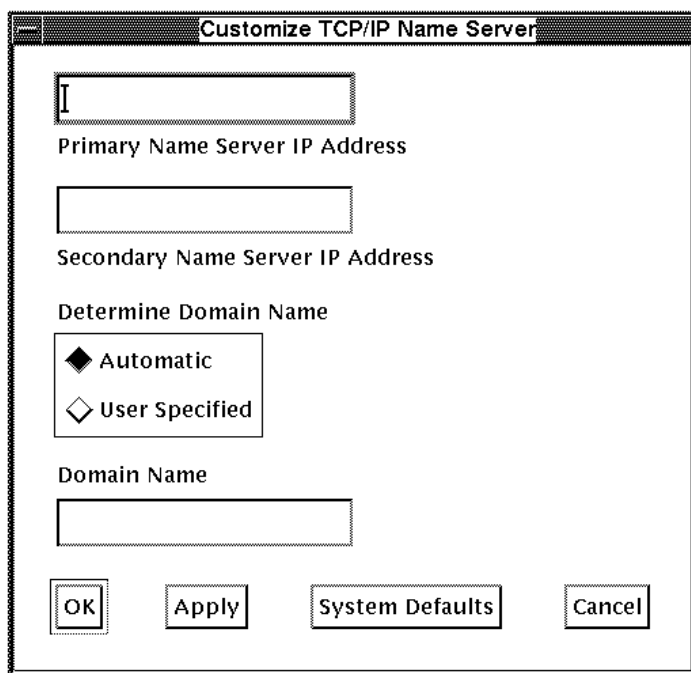 Customize TCP/IP Name Server
Primary Name Server IP Address
Secondary Name Server IP Address
Determine Domain Name
Automatic
User Specified
Domain Name
OK Apply System Defaults Cancel